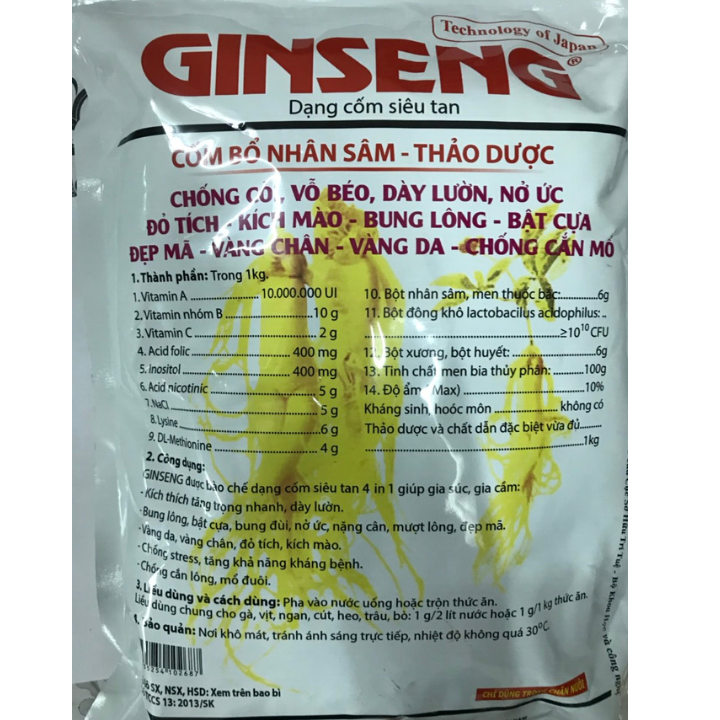 Technology of Japan
GINSENG®
Dạng cốm siêu tan
CỐM BỔ NHÂN SÂM - THẢO DƯỢC
CHỐNG CÒI, VỖ BÉO, DÀY LƯỜN, NỞ ỨC
ĐỎ TÍCH - KÍCH MÀO - BUNG LÔNG - BẬT CỰA
ĐẸP MÃ - VÀNG CHÂN - VÀNG DA - CHỐNG CẮN MỔ
1. Thành phần: Trong 1kg.
1. Vitamin A ........ 10.000.000 UI
2. Vitamin nhóm B ........ 10 g
3. Vitamin C ........ 2 g
4. Acid folic ........ 400 mg
5. inositol ........ 400 mg
6. Acid nicotinic ........ 5 g
7. NaCl ........ 5 g
8. Lysine ........ 6 g
9. DL-Methionine ........ 4 g
10. Bột nhân sâm, men thuốc bắc: ........ 6g
11. Bột đông khô lactobacilus acidophilus: ..
........ ≥10¹⁰ CFU
12. Bột xương, bột huyết: ........ 6g
13. Tinh chất men bia thủy phân: ........ 100g
14. Độ ẩm (Max) ........ 10%
Kháng sinh, hoóc môn ........ không có
Thảo dược và chất dẫn đặc biệt vừa đủ ........
........ 1kg
2. Công dụng:
GINSENG được bào chế dạng cốm siêu tan 4 in 1 giúp gia súc, gia cầm:
- Kích thích tăng trọng nhanh, dày lườn.
- Bung lông, bật cựa, bung đùi, nở ức, nặng cân, mượt lông, đẹp mã.
- Vàng da, vàng chân, đỏ tích, kích mào.
- Chống stress, tăng khả năng kháng bệnh.
- Chống cắn lông, mổ đuôi.
3. Liều dùng và cách dùng: Pha vào nước uống hoặc trộn thức ăn.
Liều dùng chung cho gà, vịt, ngan, cút, heo, trâu, bò: 1 g/2 lít nước hoặc 1 g/1 kg thức ăn.
4. Bảo quản: Nơi khô mát, tránh ánh sáng trực tiếp, nhiệt độ không quá 30°C.
SX, NSX, HSD: Xem trên bao bì
TCCS 13: 2013/SK
CHỈ DÙNG TRONG CHĂN NUÔI
Sở Hữu Trí Tuệ - Bộ Khoa Học và công